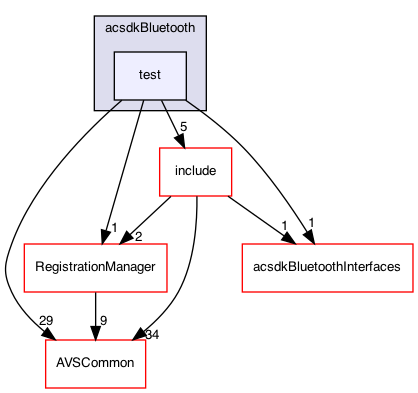 acsdkBluetooth
test
5
include
1
2
1
1
RegistrationManager
acsdkBluetoothInterfaces
29
9
34
AVSCommon